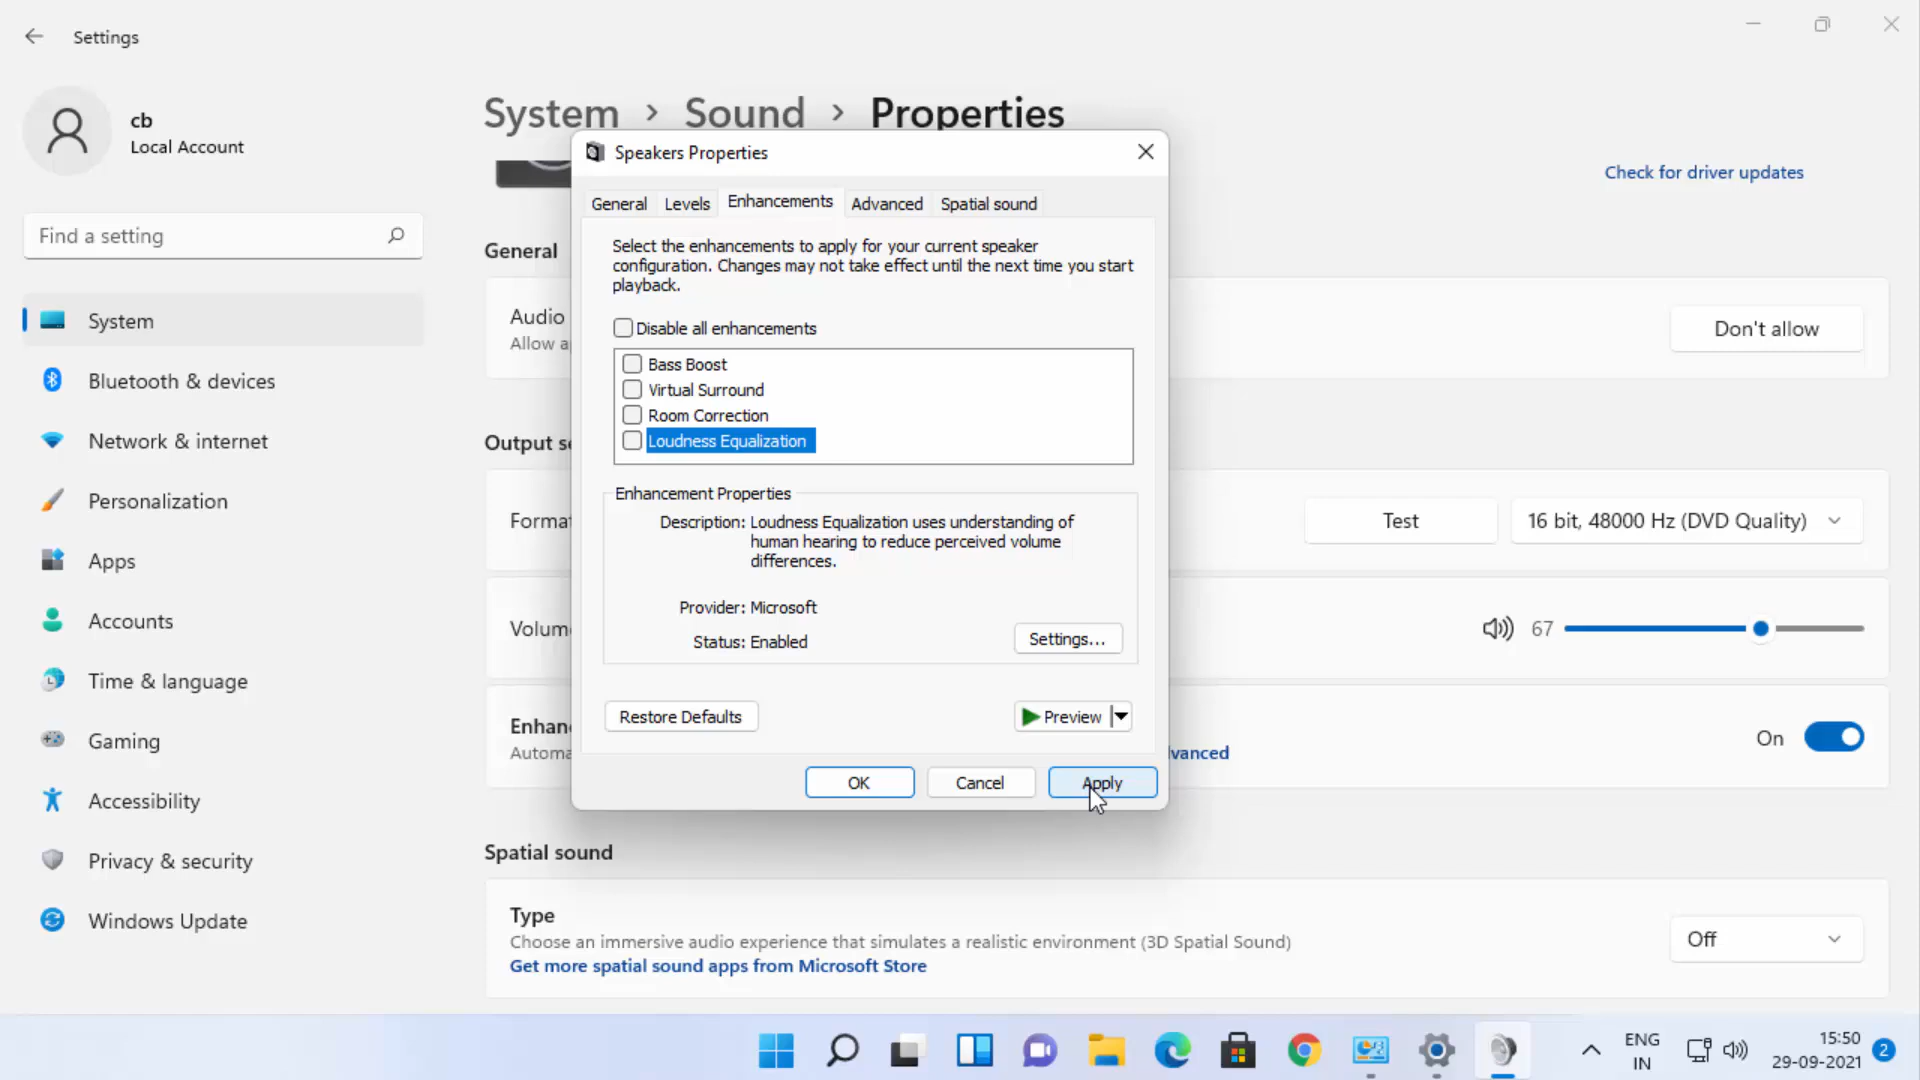 Settings
cb
Local Account
Find a setting
System
Bluetooth & devices
Network & internet
Personalization
Apps
Accounts
Time & language
Gaming
Accessibility
Privacy & security
Windows Update
System › Sound › Properties
Check for driver updates
General
Audio
Allow
Don't allow
Output
Test
16 bit, 48000 Hz (DVD Quality)
67
On
Spatial sound
Type
Choose an immersive audio experience that simulates a realistic environment (3D Spatial Sound)
Get more spatial sound apps from Microsoft Store
Off
Speakers Properties
General Levels Enhancements Advanced Spatial sound
Select the enhancements to apply for your current speaker
configuration. Changes may not take effect until the next time you start
playback.
Disable all enhancements
Bass Boost
Virtual Surround
Room Correction
Loudness Equalization
Enhancement Properties
Description: Loudness Equalization uses understanding of
human hearing to reduce perceived volume
differences.
Provider: Microsoft
Status: Enabled
Settings...
Restore Defaults
Preview
OK
Cancel
Apply
ENG
IN
15:50
29-09-2021
2